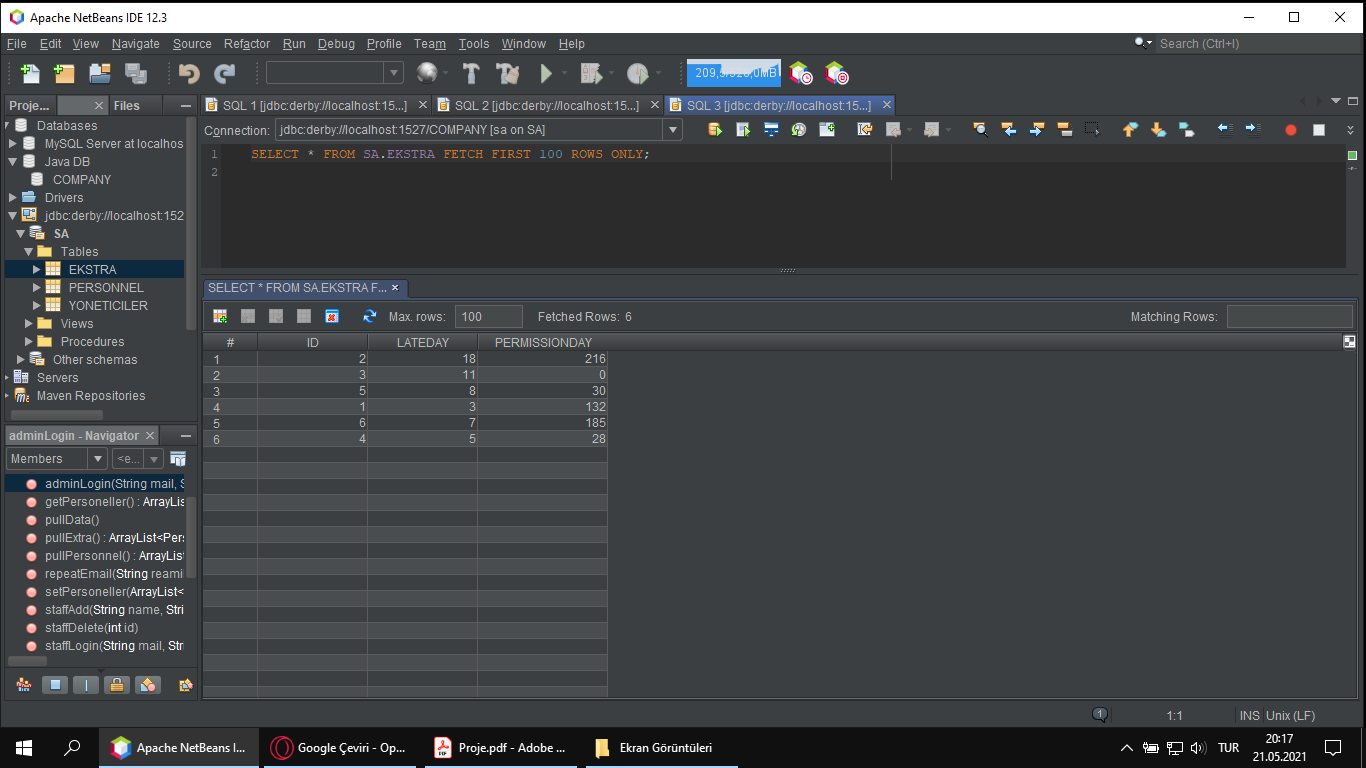 Apache NetBeans IDE 12.3
File Edit View Navigate Source Refactor Run Debug Profile Team Tools Window Help
Search (Ctrl+I)
Proje...
Files
SQL 1 [jdbc:derby://localhost:15...]
SQL 2 [jdbc:derby://localhost:15...]
SQL 3 [jdbc:derby://localhost:15...]
Connection: jdbc:derby://localhost:1527/COMPANY [sa on SA]
1 SELECT * FROM SA.EKSTRA FETCH FIRST 100 ROWS ONLY;
2
Databases
MySQL Server at localhos
Java DB
COMPANY
Drivers
jdbc:derby://localhost:152
SA
Tables
EKSTRA
PERSONNEL
YONETICILER
Views
Procedures
Other schemas
Servers
Maven Repositories
SELECT * FROM SA.EKSTRA F...
Max. rows: 100 Fetched Rows: 6 Matching Rows:
# ID LATEDAY PERMISSIONDAY
1 2 18 216
2 3 11 0
3 5 8 30
4 1 3 132
5 6 7 185
6 4 5 28
adminLogin - Navigator
Members <e...
adminLogin(String mail, S
getPersoneller() : ArrayLis
pullData()
pullExtra() : ArrayList<Pers
pullPersonnel() : ArrayList
repeatEmail(String reami
setPersoneller(ArrayList<
staffAdd(String name, Stri
staffDelete(int id)
staffLogin(String mail, Stri
1 1:1 INS Unix (LF)
Apache NetBeans I...
Google Çeviri - Op...
Proje.pdf - Adobe ...
Ekran Görüntüleri
TUR
20:17
21.05.2021